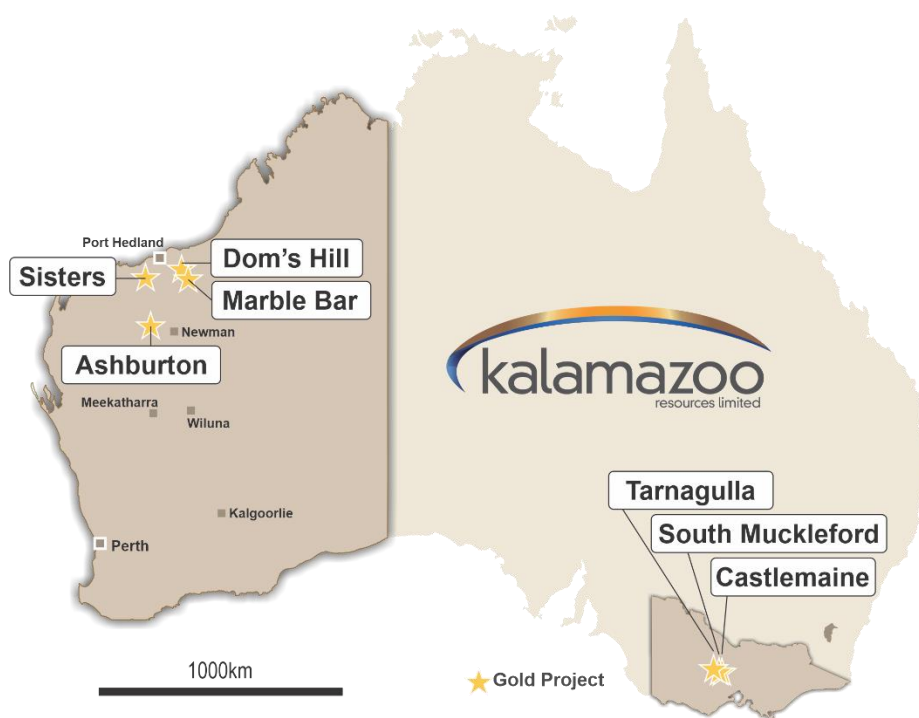 Port Hedland
Dom's Hill
Sisters
Marble Bar
Newman
Ashburton
kalamazoo
resources limited
Meekatharra
Wiluna
Tarnagulla
Kalgoorlie
South Muckleford
Perth
Castlemaine
1000km
Gold Project